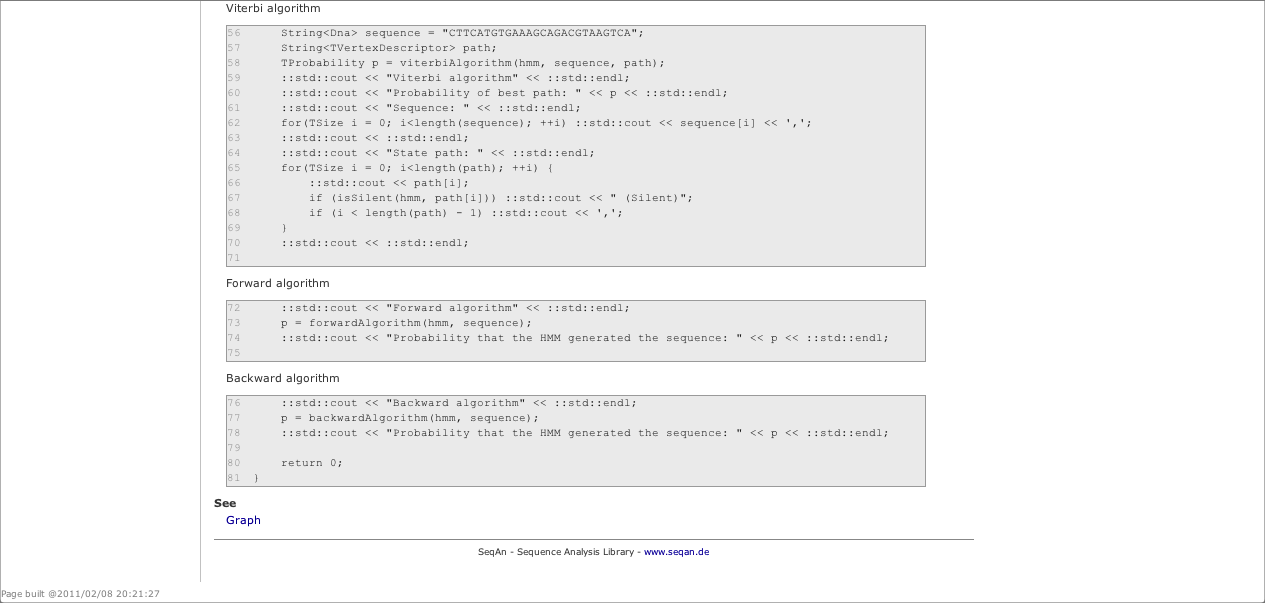 Viterbi algorithm
56 String<Dna> sequence = "CTTCATGTGAAAGCAGACGTAAGTCA";
57 String<TVertexDescriptor> path;
58 TProbability p = viterbiAlgorithm(hmm, sequence, path);
59 ::std::cout << "Viterbi algorithm" << ::std::endl;
60 ::std::cout << "Probability of best path: " << p << ::std::endl;
61 ::std::cout << "Sequence: " << ::std::endl;
62 for(TSize i = 0; i<length(sequence); ++i) ::std::cout << sequence[i] << ',';
63 ::std::cout << ::std::endl;
64 ::std::cout << "State path: " << ::std::endl;
65 for(TSize i = 0; i<length(path); ++i) {
66 ::std::cout << path[i];
67 if (isSilent(hmm, path[i])) ::std::cout << " (Silent)";
68 if (i < length(path) - 1) ::std::cout << ',';
69 }
70 ::std::cout << ::std::endl;
71
Forward algorithm
72 ::std::cout << "Forward algorithm" << ::std::endl;
73 p = forwardAlgorithm(hmm, sequence);
74 ::std::cout << "Probability that the HMM generated the sequence: " << p << ::std::endl;
75
Backward algorithm
76 ::std::cout << "Backward algorithm" << ::std::endl;
77 p = backwardAlgorithm(hmm, sequence);
78 ::std::cout << "Probability that the HMM generated the sequence: " << p << ::std::endl;
79
80 return 0;
81 }
See
Graph
SeqAn - Sequence Analysis Library - www.seqan.de
Page built @2011/02/08 20:21:27